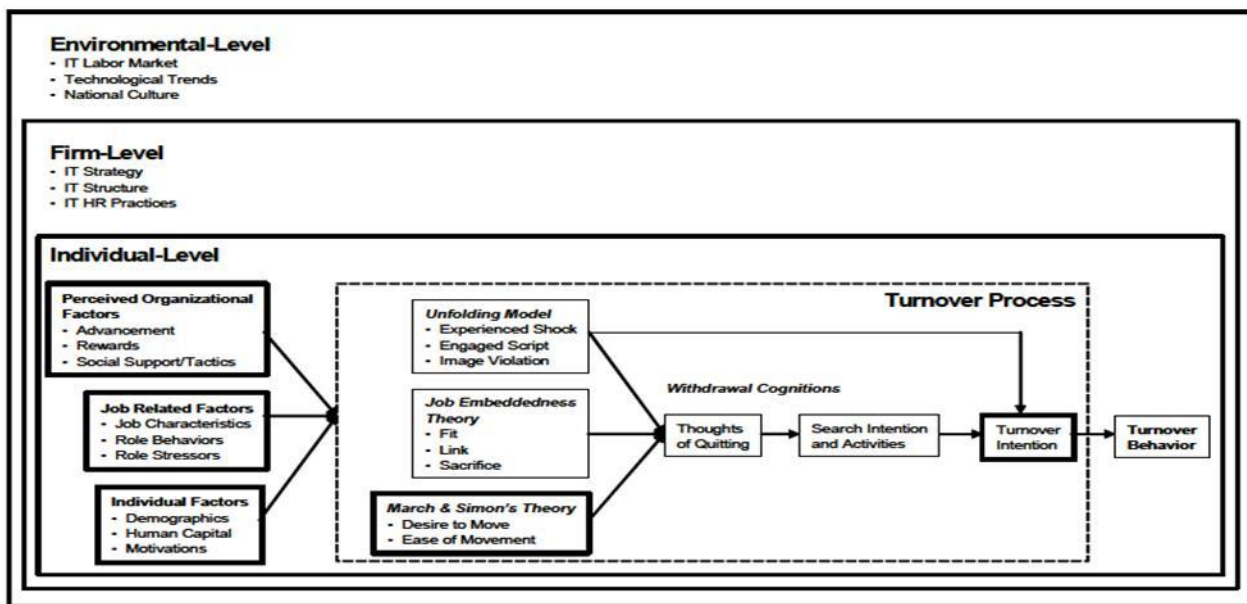 Environmental-Level
- IT Labor Market
- Technological Trends
- National Culture
Firm-Level
- IT Strategy
- IT Structure
- IT HR Practices
Individual-Level
Perceived Organizational
Factors
- Advancement
- Rewards
- Social Support/Tactics
Job Related Factors
- Job Characteristics
- Role Behaviors
- Role Stressors
Individual Factors
- Demographics
- Human Capital
- Motivations
Turnover Process
Unfolding Model
- Experienced Shock
- Engaged Script
- Image Violation
Job Embeddedness
Theory
- Fit
- Link
- Sacrifice
March & Simon's Theory
- Desire to Move
- Ease of Movement
Withdrawal Cognitions
Thoughts
of Quitting
Search Intention
and Activities
Turnover
Intention
Turnover
Behavior